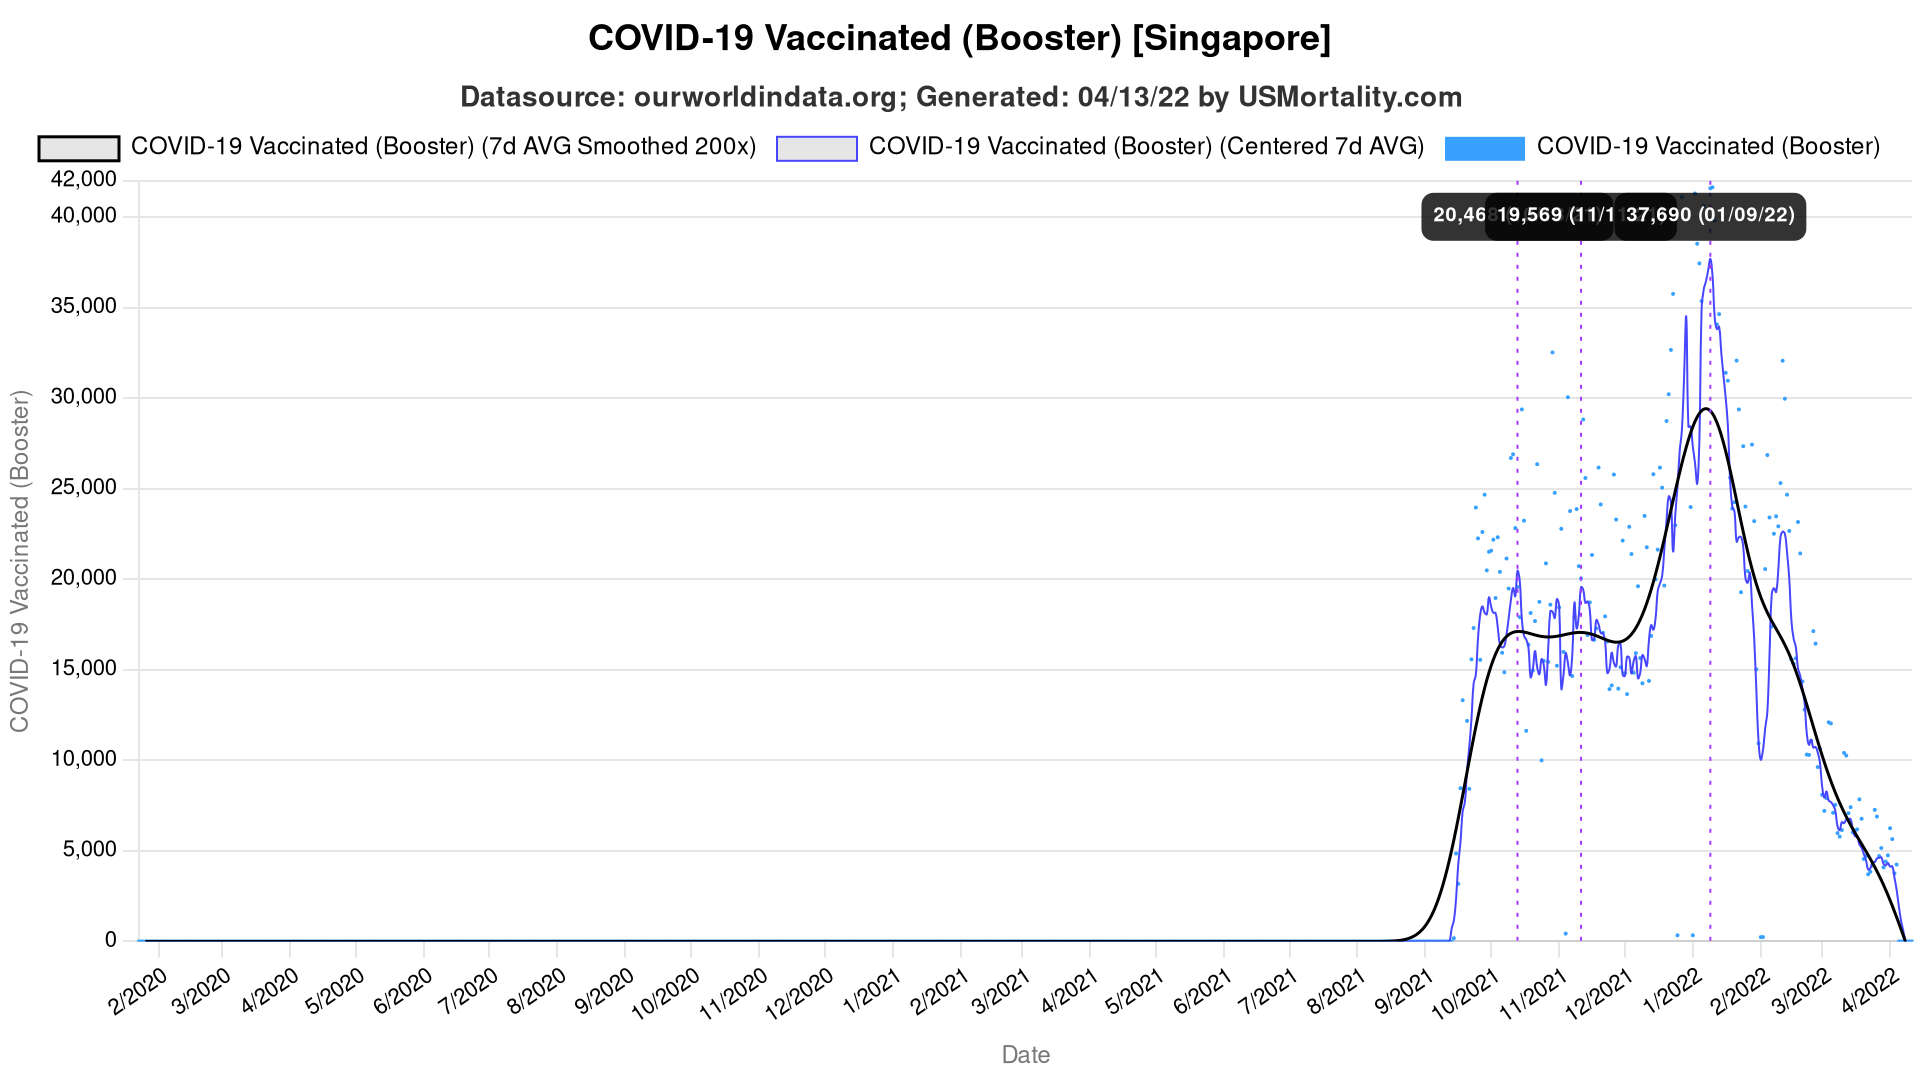 COVID-19 Vaccinated (Booster) [Singapore]
Datasource: ourworldindata.org; Generated: 04/13/22 by USMortality.com
COVID-19 Vaccinated (Booster) (7d AVG Smoothed 200x) COVID-19 Vaccinated (Booster) (Centered 7d AVG) COVID-19 Vaccinated (Booster)
42,000
20,468 19,569 (11/1 37,690 (01/09/22)
40,000
35,000
30,000
25,000
20,000
15,000
10,000
5,000
0
COVID-19 Vaccinated (Booster)
2/2020 3/2020 4/2020 5/2020 6/2020 7/2020 8/2020 9/2020 10/2020 11/2020 12/2020 1/2021 2/2021 3/2021 4/2021 5/2021 6/2021 7/2021 8/2021 9/2021 10/2021 11/2021 12/2021 1/2022 2/2022 3/2022 4/2022
Date